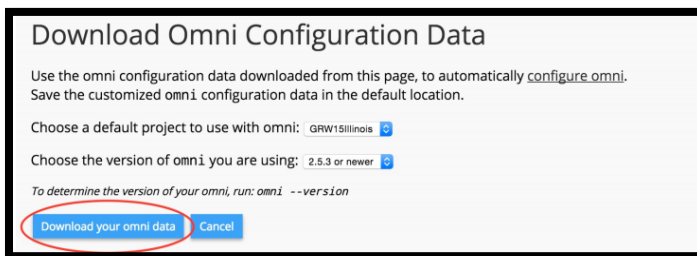 Download Omni Configuration Data
Use the omni configuration data downloaded from this page, to automatically configure omni.
Save the customized omni configuration data in the default location.
Choose a default project to use with omni: GRW15Illinois
Choose the version of omni you are using: 2.5.3 or newer
To determine the version of your omni, run: omni --version
Download your omni data Cancel